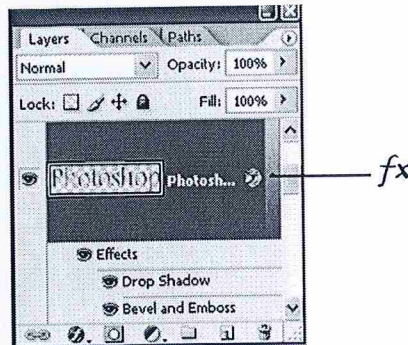 Layers Channels Paths
Normal Opacity: 100%
Lock: Fill: 100%
Photoshop Photosh... fx
Effects
Drop Shadow
Bevel and Emboss